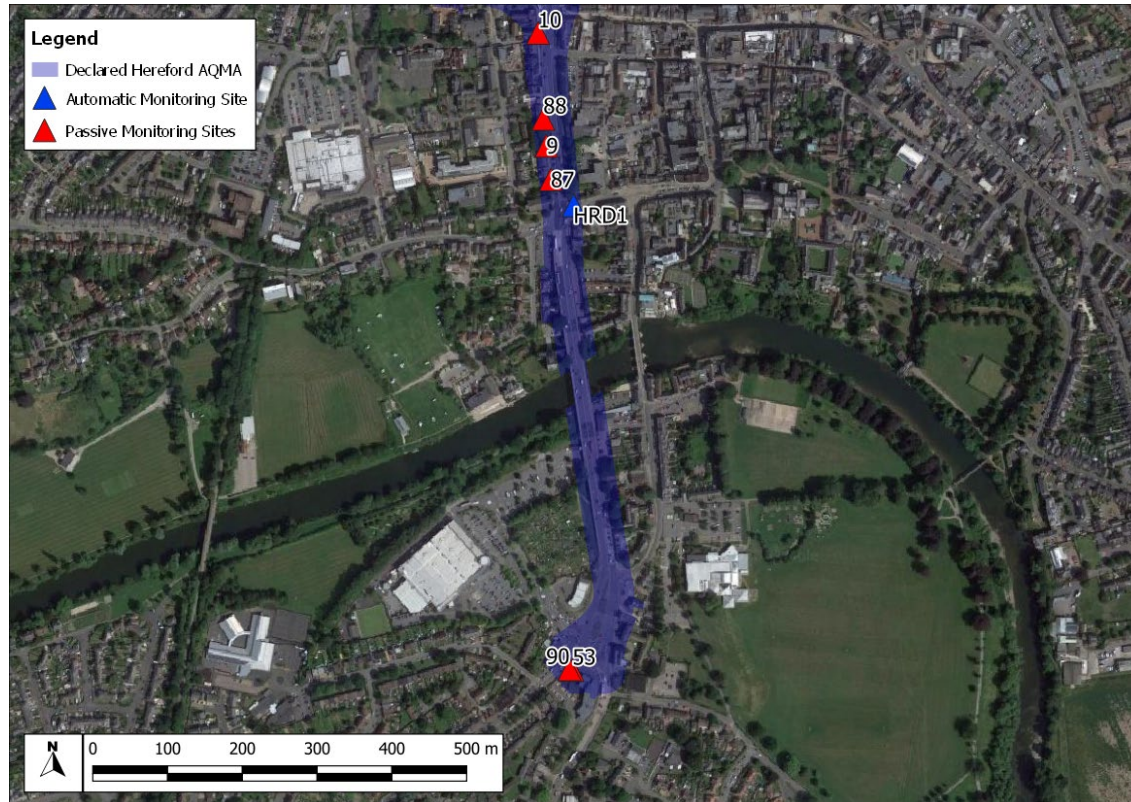 Legend
Declared Hereford AQMA
Automatic Monitoring Site
Passive Monitoring Sites
10
88
9
87
HRD1
90 53
N
0 100 200 300 400 500 m